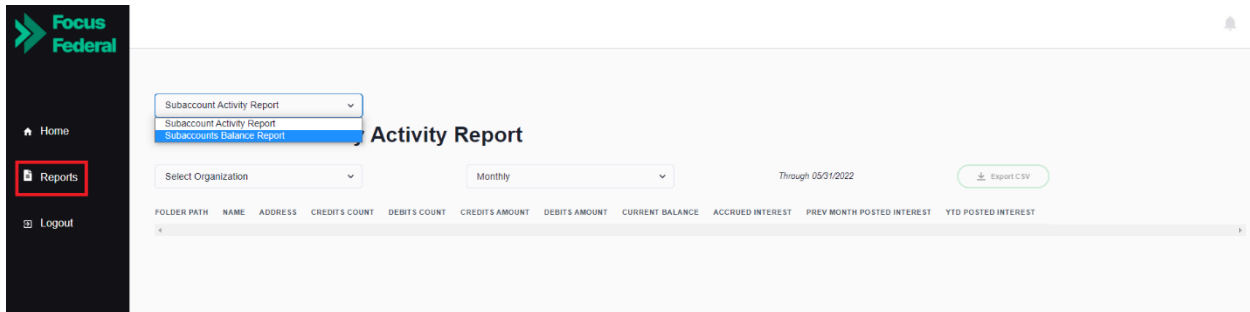 Focus
Federal
Home
Reports
Logout
Subaccount Activity Report
Subaccount Activity Report
Subaccounts Balance Report
Activity Report
Select Organization
Monthly
Through 05/31/2022
Export CSV
FOLDER PATH NAME ADDRESS CREDITS COUNT DEBITS COUNT CREDITS AMOUNT DEBITS AMOUNT CURRENT BALANCE ACCRUED INTEREST PREV MONTH POSTED INTEREST YTD POSTED INTEREST